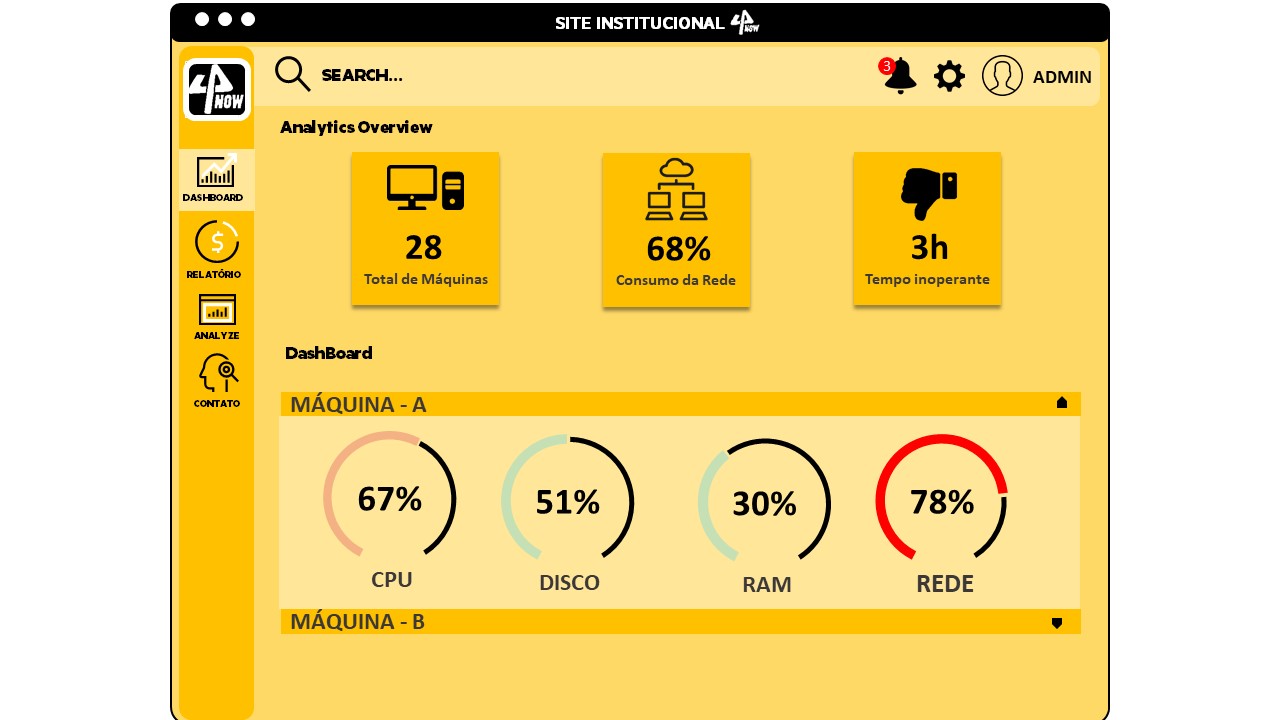 SITE INSTITUCIONAL 4P NOW
4P NOW
SEARCH...
3
ADMIN
Analytics Overview
DASHBOARD
RELATÓRIO
ANALYZE
CONTATO
28
Total de Máquinas
68%
Consumo da Rede
3h
Tempo inoperante
DashBoard
MÁQUINA - A
67%
CPU
51%
DISCO
30%
RAM
78%
REDE
MÁQUINA - B